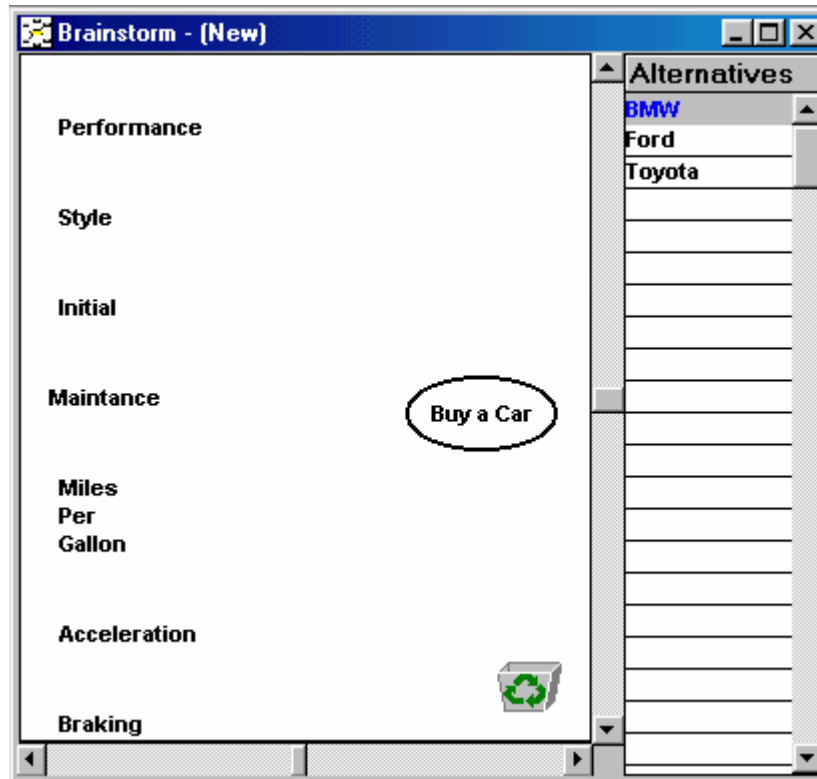 Brainstorm - (New)
Performance
Style
Initial
Maintance
Miles
Per
Gallon
Acceleration
Braking
Buy a Car
Alternatives
BMW
Ford
Toyota